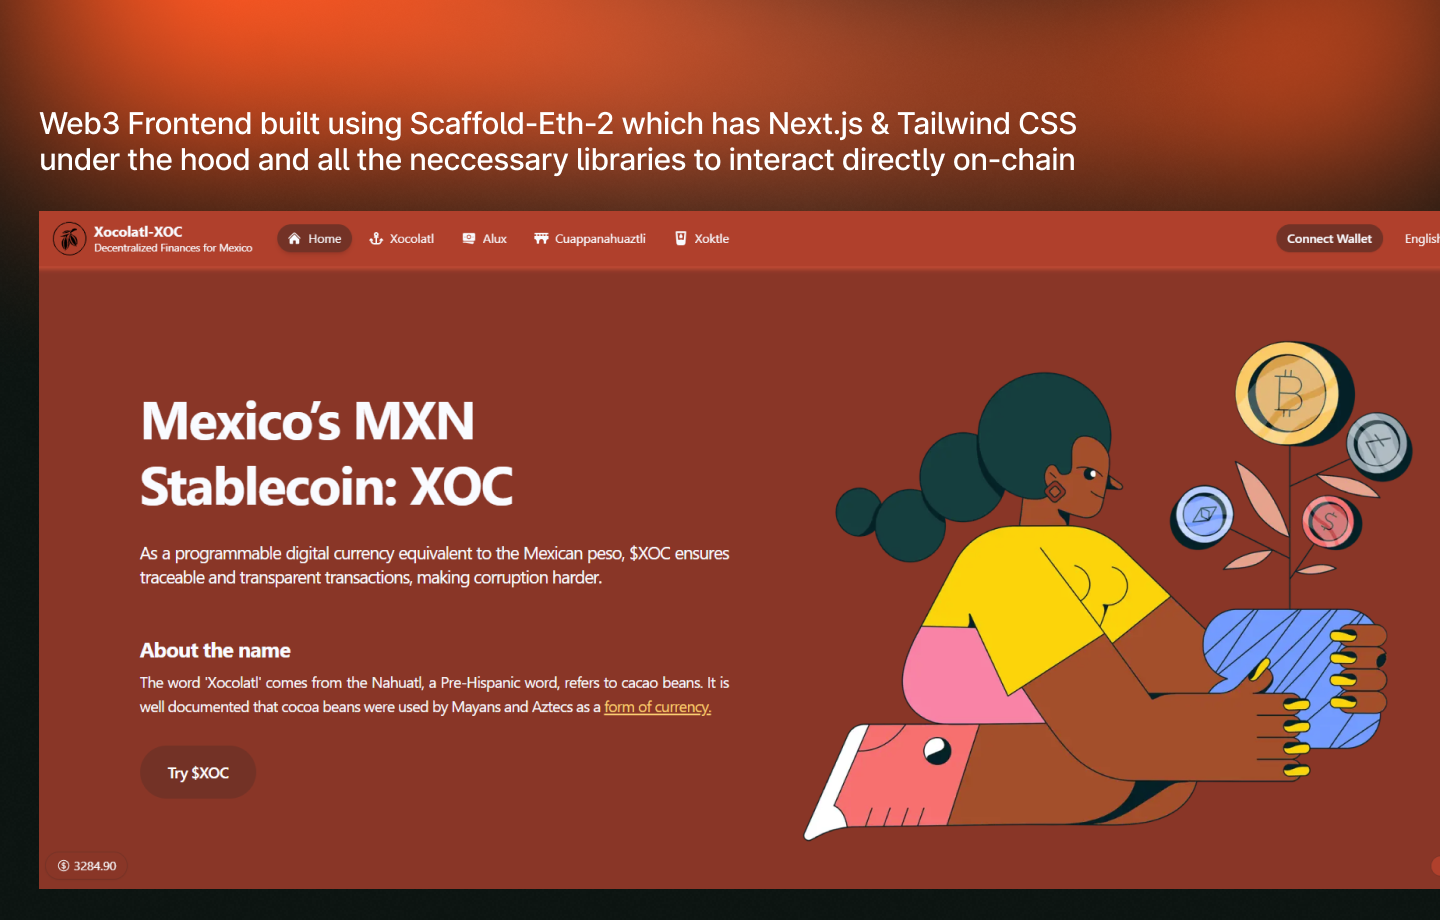 Web3 Frontend built using Scaffold-Eth-2 which has Next.js & Tailwind CSS
under the hood and all the neccessary libraries to interact directly on-chain
Xocolatl-XOC
Decentralized Finances for Mexico
Home
Xocolatl
Alux
Cuappanahuaztli
Xoktle
Connect Wallet
English
Mexico's MXN
Stablecoin: XOC
As a programmable digital currency equivalent to the Mexican peso, $XOC ensures
traceable and transparent transactions, making corruption harder.
About the name
The word 'Xocolatl' comes from the Nahuatl, a Pre-Hispanic word, refers to cacao beans. It is
well documented that cocoa beans were used by Mayans and Aztecs as a form of currency.
Try $XOC
3284.90